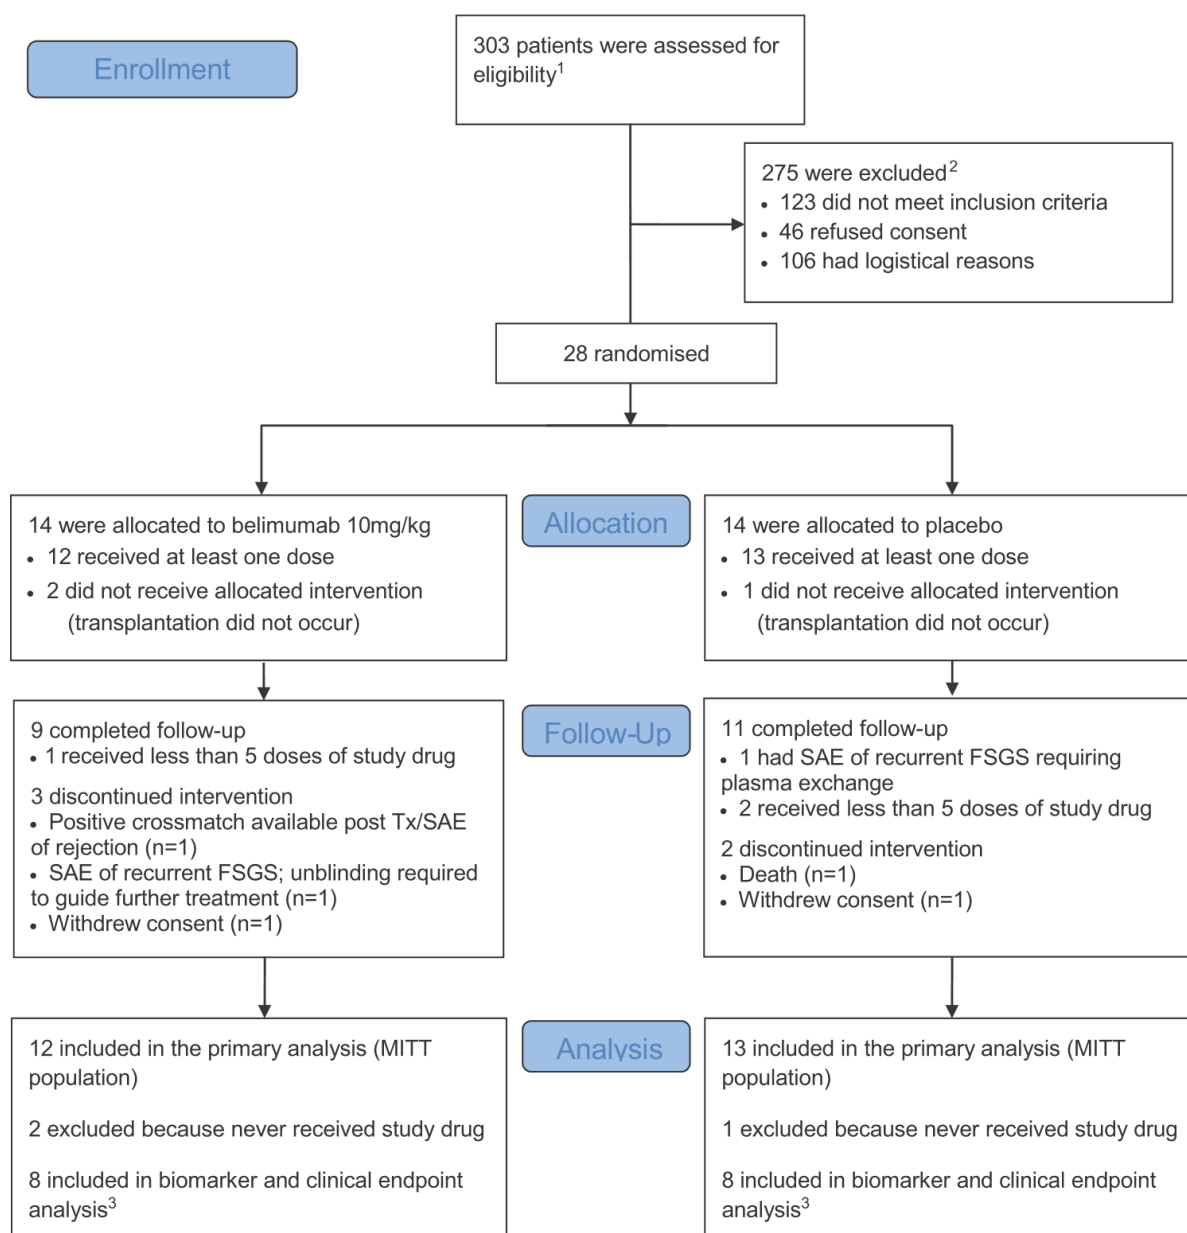 Enrollment
303 patients were assessed for
eligibility1
275 were excluded2
• 123 did not meet inclusion criteria
• 46 refused consent
• 106 had logistical reasons
28 randomised
Allocation
14 were allocated to belimumab 10mg/kg
• 12 received at least one dose
• 2 did not receive allocated intervention
(transplantation did not occur)
14 were allocated to placebo
• 13 received at least one dose
• 1 did not receive allocated intervention
(transplantation did not occur)
Follow-Up
9 completed follow-up
• 1 received less than 5 doses of study drug
3 discontinued intervention
• Positive crossmatch available post Tx/SAE
of rejection (n=1)
• SAE of recurrent FSGS; unblinding required
to guide further treatment (n=1)
• Withdrew consent (n=1)
11 completed follow-up
• 1 had SAE of recurrent FSGS requiring
plasma exchange
• 2 received less than 5 doses of study drug
2 discontinued intervention
• Death (n=1)
• Withdrew consent (n=1)
Analysis
12 included in the primary analysis (MITT
population)
2 excluded because never received study drug
8 included in biomarker and clinical endpoint
analysis3
13 included in the primary analysis (MITT
population)
1 excluded because never received study drug
8 included in biomarker and clinical endpoint
analysis3